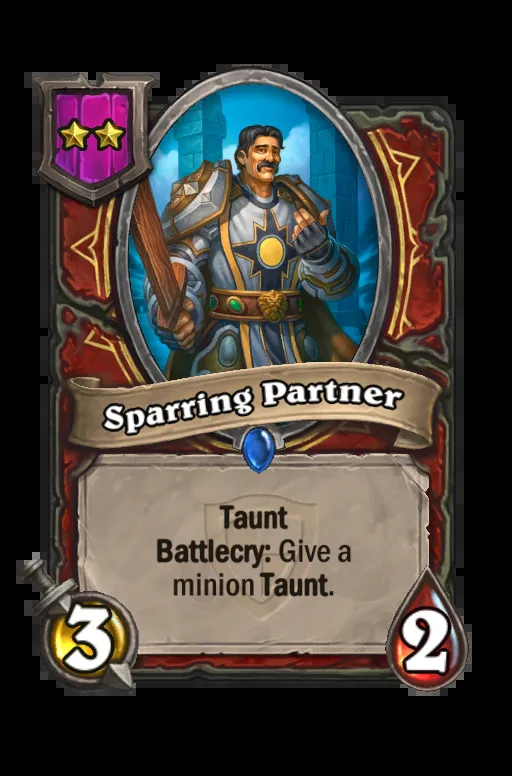 Sparring Partner
Taunt
Battlecry: Give a
minion Taunt.
3
2